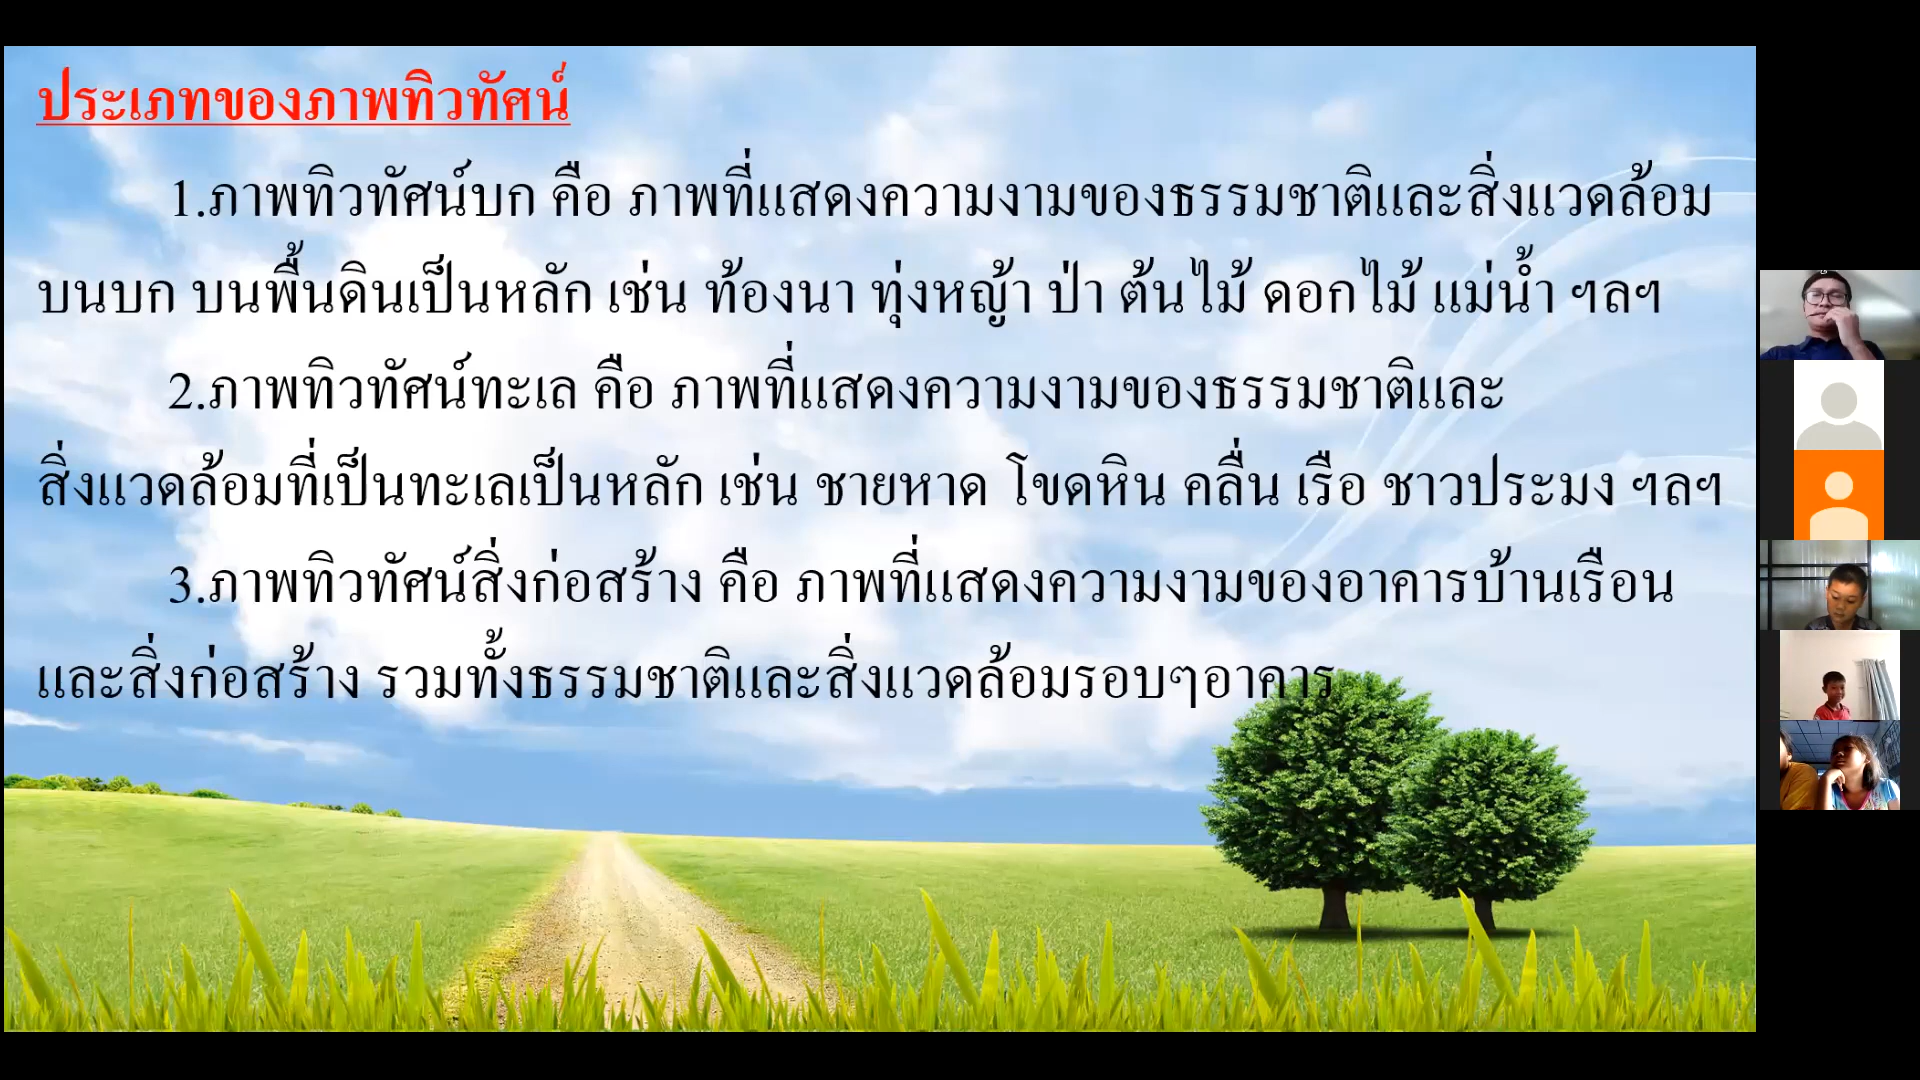 ประเภทของภาพทิวทัศน์
1.ภาพทิวทัศน์บก คือ ภาพที่แสดงความงามของธรรมชาติและสิ่งแวดล้อม
บนบก บนพื้นดินเป็นหลัก เช่น ท้องนา ทุ่งหญ้า ป่า ต้นไม้ ดอกไม้ แม่น้ำ ฯลฯ
2.ภาพทิวทัศน์ทะเล คือ ภาพที่แสดงความงามของธรรมชาติและ
สิ่งแวดล้อมที่เป็นทะเลเป็นหลัก เช่น ชายหาด โขดหิน คลื่น เรือ ชาวประมง ฯลฯ
3.ภาพทิวทัศน์สิ่งก่อสร้าง คือ ภาพที่แสดงความงามของอาคารบ้านเรือน
และสิ่งก่อสร้าง รวมทั้งธรรมชาติและสิ่งแวดล้อมรอบๆอาคาร